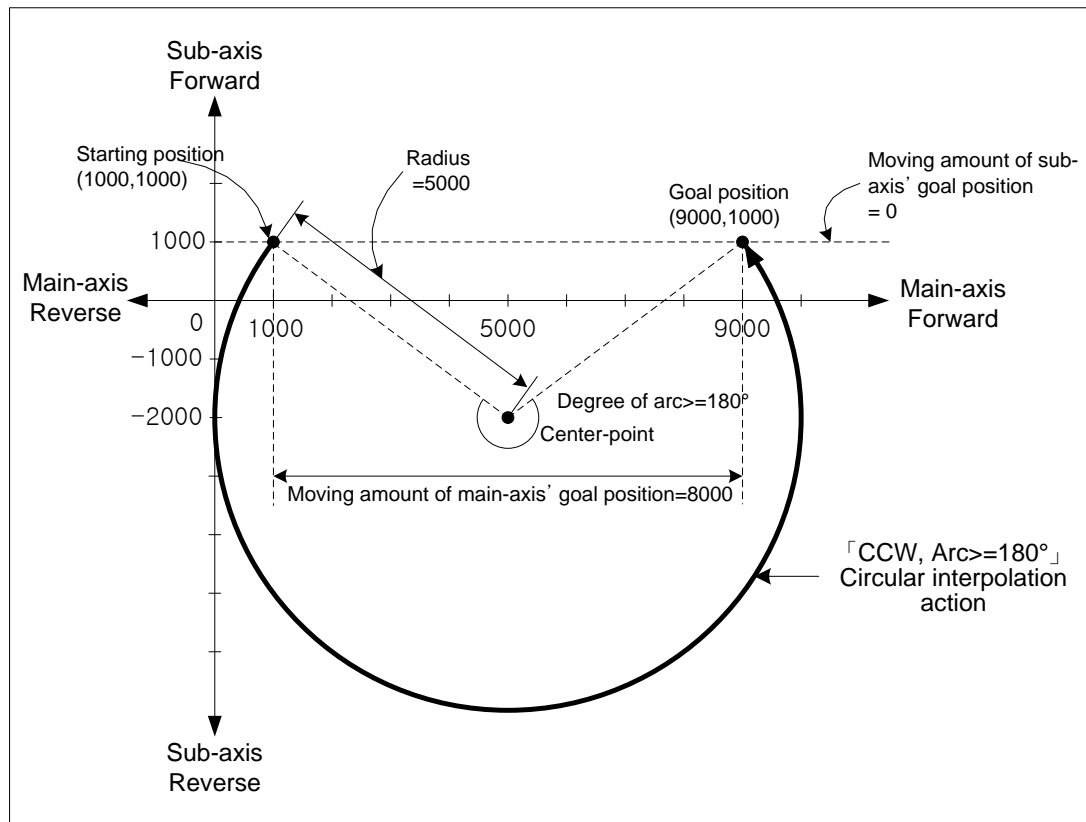 Sub-axis
Forward
Starting position
(1000,1000)
Radius
=5000
Goal position
(9000,1000)
Moving amount of sub-
axis’ goal position
= 0
1000
Main-axis
Reverse
0
1000
5000
9000
Main-axis
Forward
−1000
−2000
Degree of arc>=180°
Center-point
Moving amount of main-axis’ goal position=8000
「CCW, Arc>=180°」
Circular interpolation
action
Sub-axis
Reverse